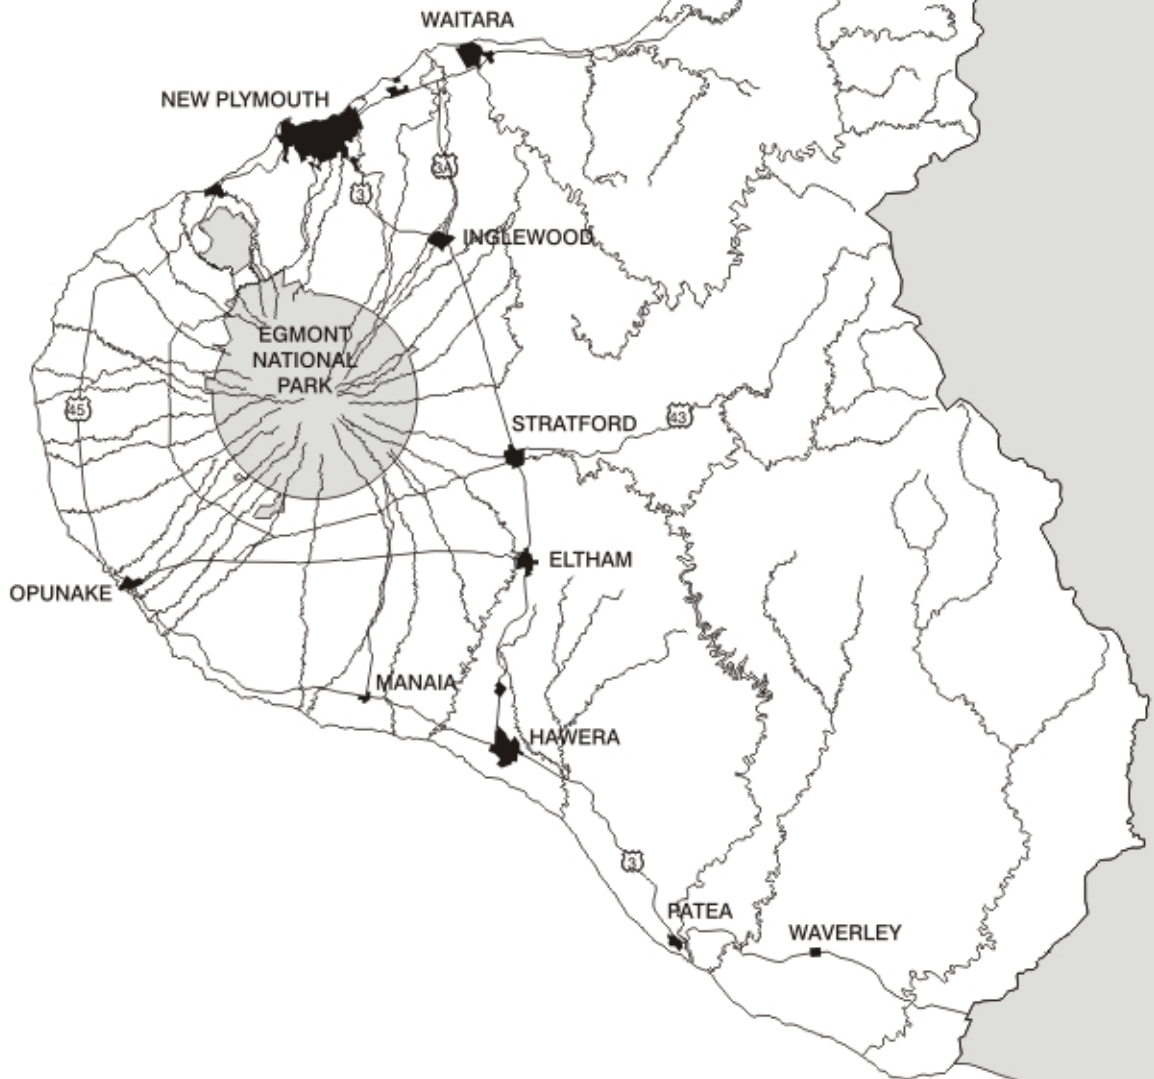 WAITARA
NEW PLYMOUTH
3A
3
INGLEWOOD
EGMONT
NATIONAL
PARK
45
STRATFORD
43
ELTHAM
OPUNAKE
MANAIA
HAWERA
3
PATEA
WAVERLEY